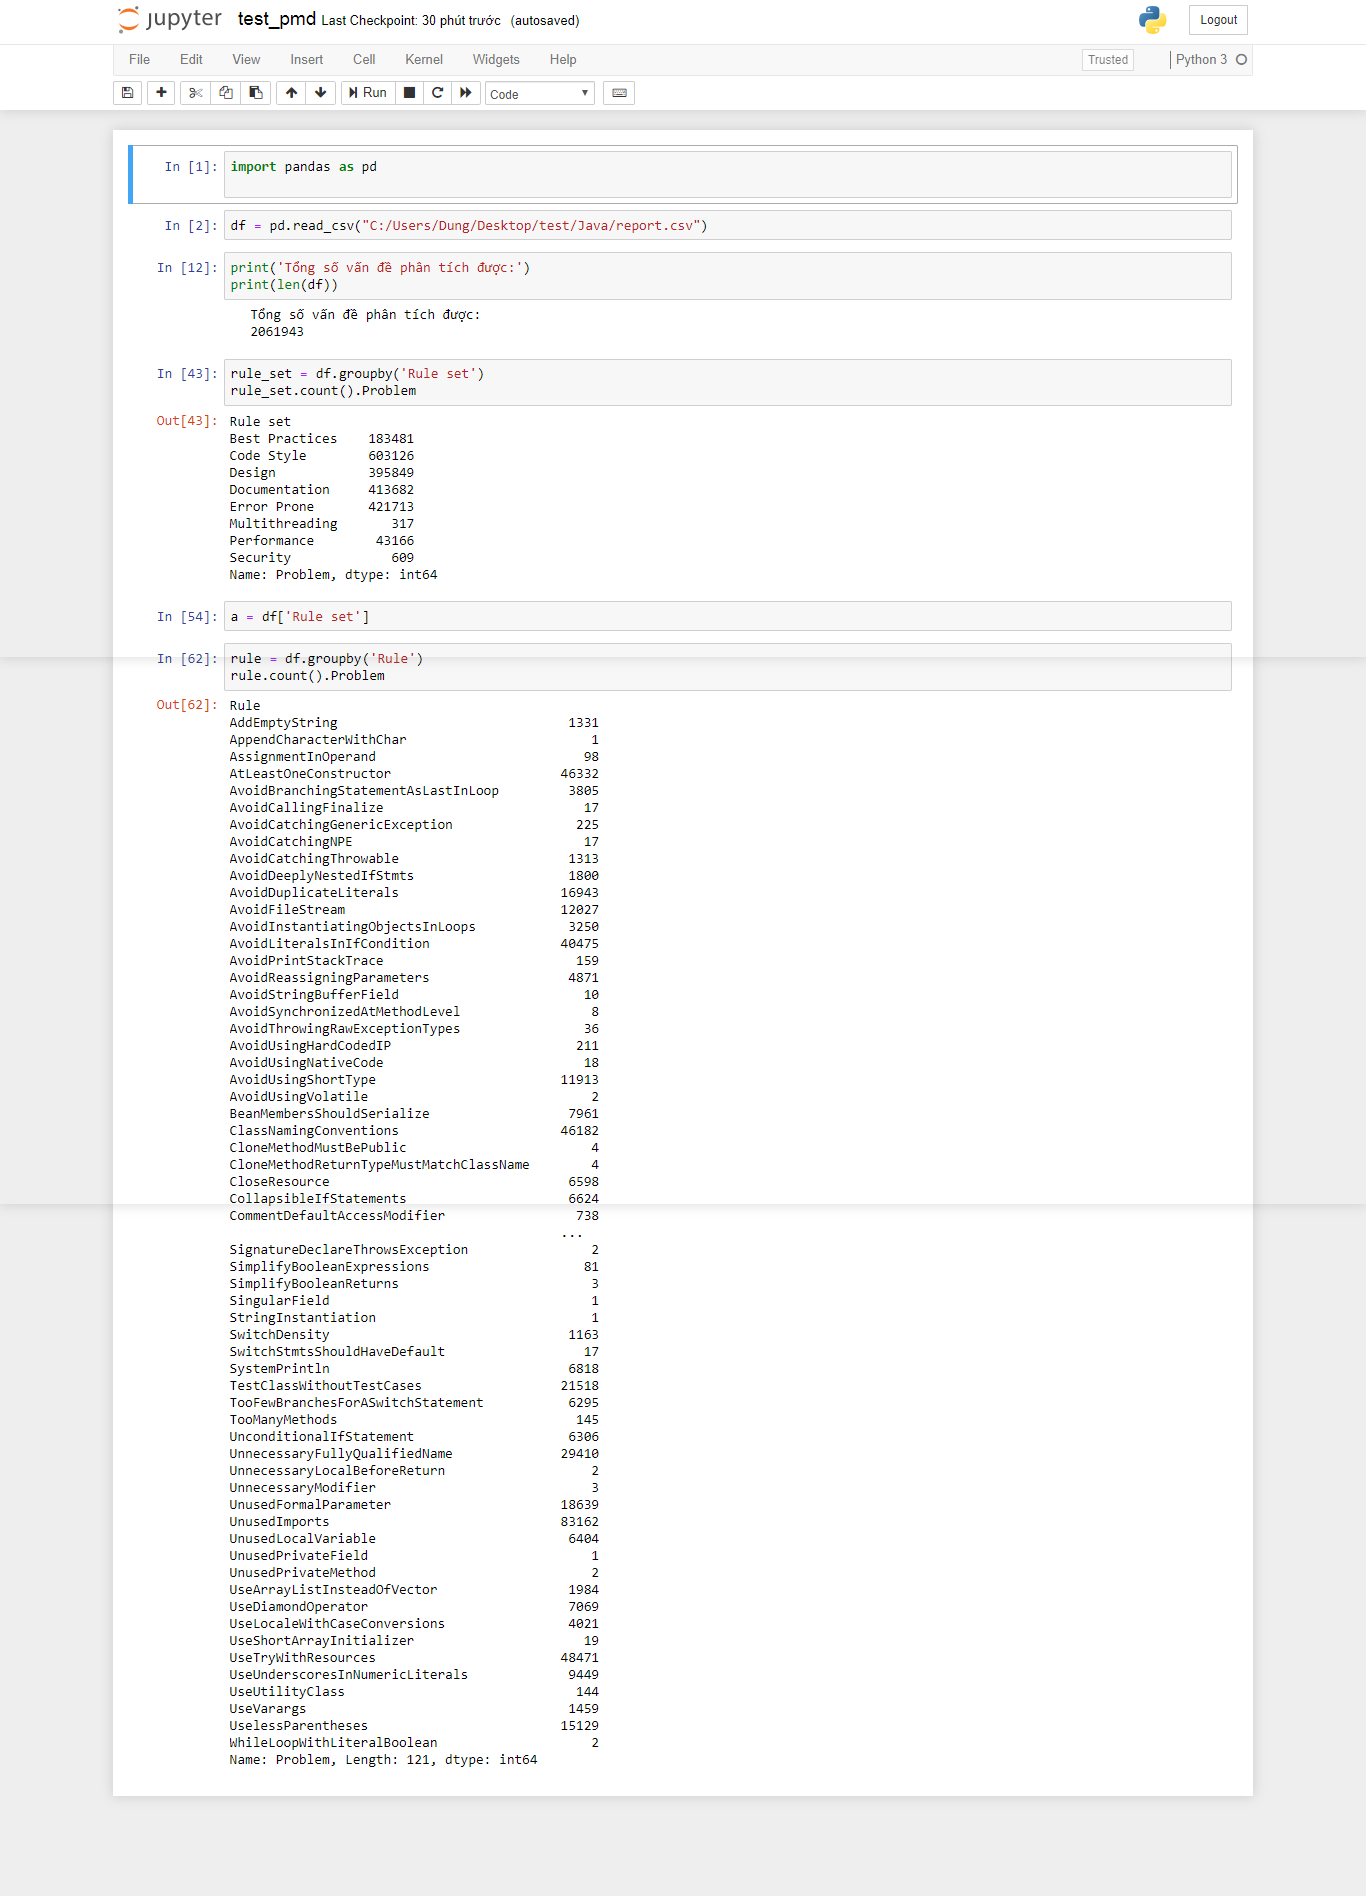 jupyter test_pmd Last Checkpoint: 30 phút trước (autosaved) Logout
File Edit View Insert Cell Kernel Widgets Help Trusted Python 3
Run Code
In [1]: import pandas as pd
In [2]: df = pd.read_csv("C:/Users/Dung/Desktop/test/Java/report.csv")
In [12]: print('Tổng số vấn đề phân tích được:')
print(len(df))
Tổng số vấn đề phân tích được:
2061943
In [43]: rule_set = df.groupby('Rule set')
rule_set.count().Problem
Out[43]: Rule set
Best Practices 183481
Code Style 603126
Design 395849
Documentation 413682
Error Prone 421713
Multithreading 317
Performance 43166
Security 609
Name: Problem, dtype: int64
In [54]: a = df['Rule set']
In [62]: rule = df.groupby('Rule')
rule.count().Problem
Out[62]: Rule
AddEmptyString 1331
AppendCharacterWithChar 1
AssignmentInOperand 98
AtLeastOneConstructor 46332
AvoidBranchingStatementAsLastInLoop 3805
AvoidCallingFinalize 17
AvoidCatchingGenericException 225
AvoidCatchingNPE 17
AvoidCatchingThrowable 1313
AvoidDeeplyNestedIfStmts 1800
AvoidDuplicateLiterals 16943
AvoidFileStream 12027
AvoidInstantiatingObjectsInLoops 3250
AvoidLiteralsInIfCondition 40475
AvoidPrintStackTrace 159
AvoidReassigningParameters 4871
AvoidStringBufferField 10
AvoidSynchronizedAtMethodLevel 8
AvoidThrowingRawExceptionTypes 36
AvoidUsingHardCodedIP 211
AvoidUsingNativeCode 18
AvoidUsingShortType 11913
AvoidUsingVolatile 2
BeanMembersShouldSerialize 7961
ClassNamingConventions 46182
CloneMethodMustBePublic 4
CloneMethodReturnTypeMustMatchClassName 4
CloseResource 6598
CollapsibleIfStatements 6624
CommentDefaultAccessModifier 738
...
SignatureDeclareThrowsException 2
SimplifyBooleanExpressions 81
SimplifyBooleanReturns 3
SingularField 1
StringInstantiation 1
SwitchDensity 1163
SwitchStmtsShouldHaveDefault 17
SystemPrintln 6818
TestClassWithoutTestCases 21518
TooFewBranchesForASwitchStatement 6295
TooManyMethods 145
UnconditionalIfStatement 6306
UnnecessaryFullyQualifiedName 29410
UnnecessaryLocalBeforeReturn 2
UnnecessaryModifier 3
UnusedFormalParameter 18639
UnusedImports 83162
UnusedLocalVariable 6404
UnusedPrivateField 1
UnusedPrivateMethod 2
UseArrayListInsteadOfVector 1984
UseDiamondOperator 7069
UseLocaleWithCaseConversions 4021
UseShortArrayInitializer 19
UseTryWithResources 48471
UseUnderscoresInNumericLiterals 9449
UseUtilityClass 144
UseVarargs 1459
UselessParentheses 15129
WhileLoopWithLiteralBoolean 2
Name: Problem, Length: 121, dtype: int64